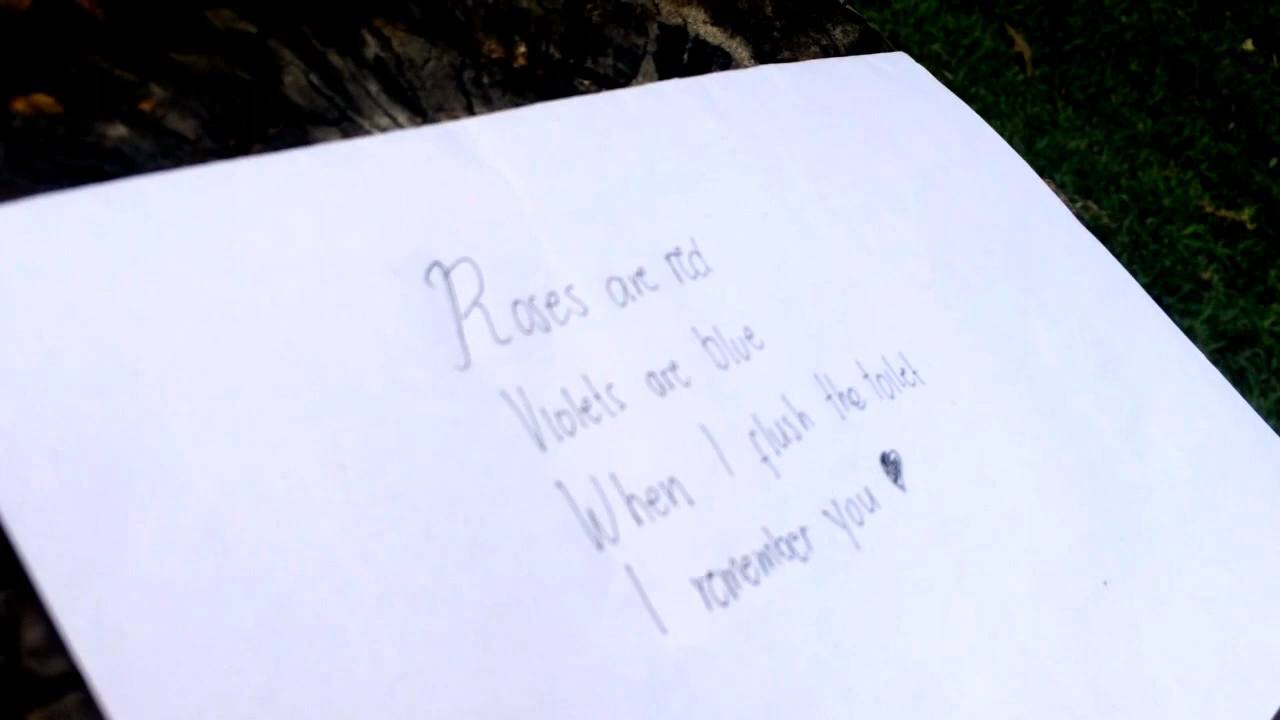 Roses are red
Violets are blue
When I flush the toilet
I remember you ♥